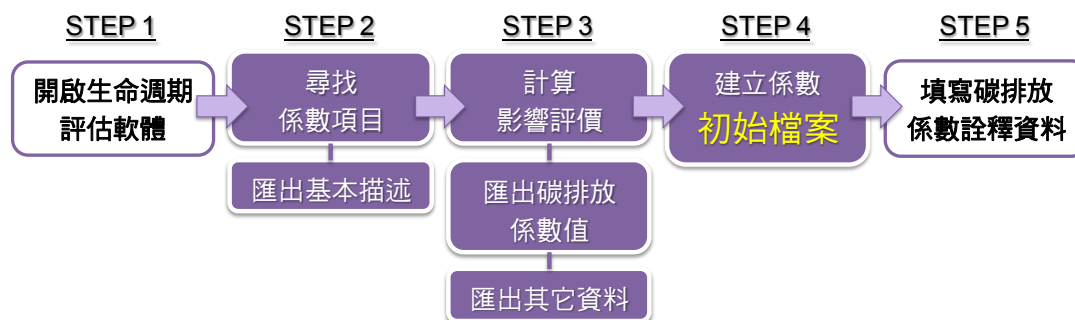 STEP 1
開啟生命週期
評估軟體
STEP 2
尋找
係數項目
匯出基本描述
STEP 3
計算
影響評價
匯出碳排放
係數值
匯出其它資料
STEP 4
建立係數
初始檔案
STEP 5
填寫碳排放
係數詮釋資料